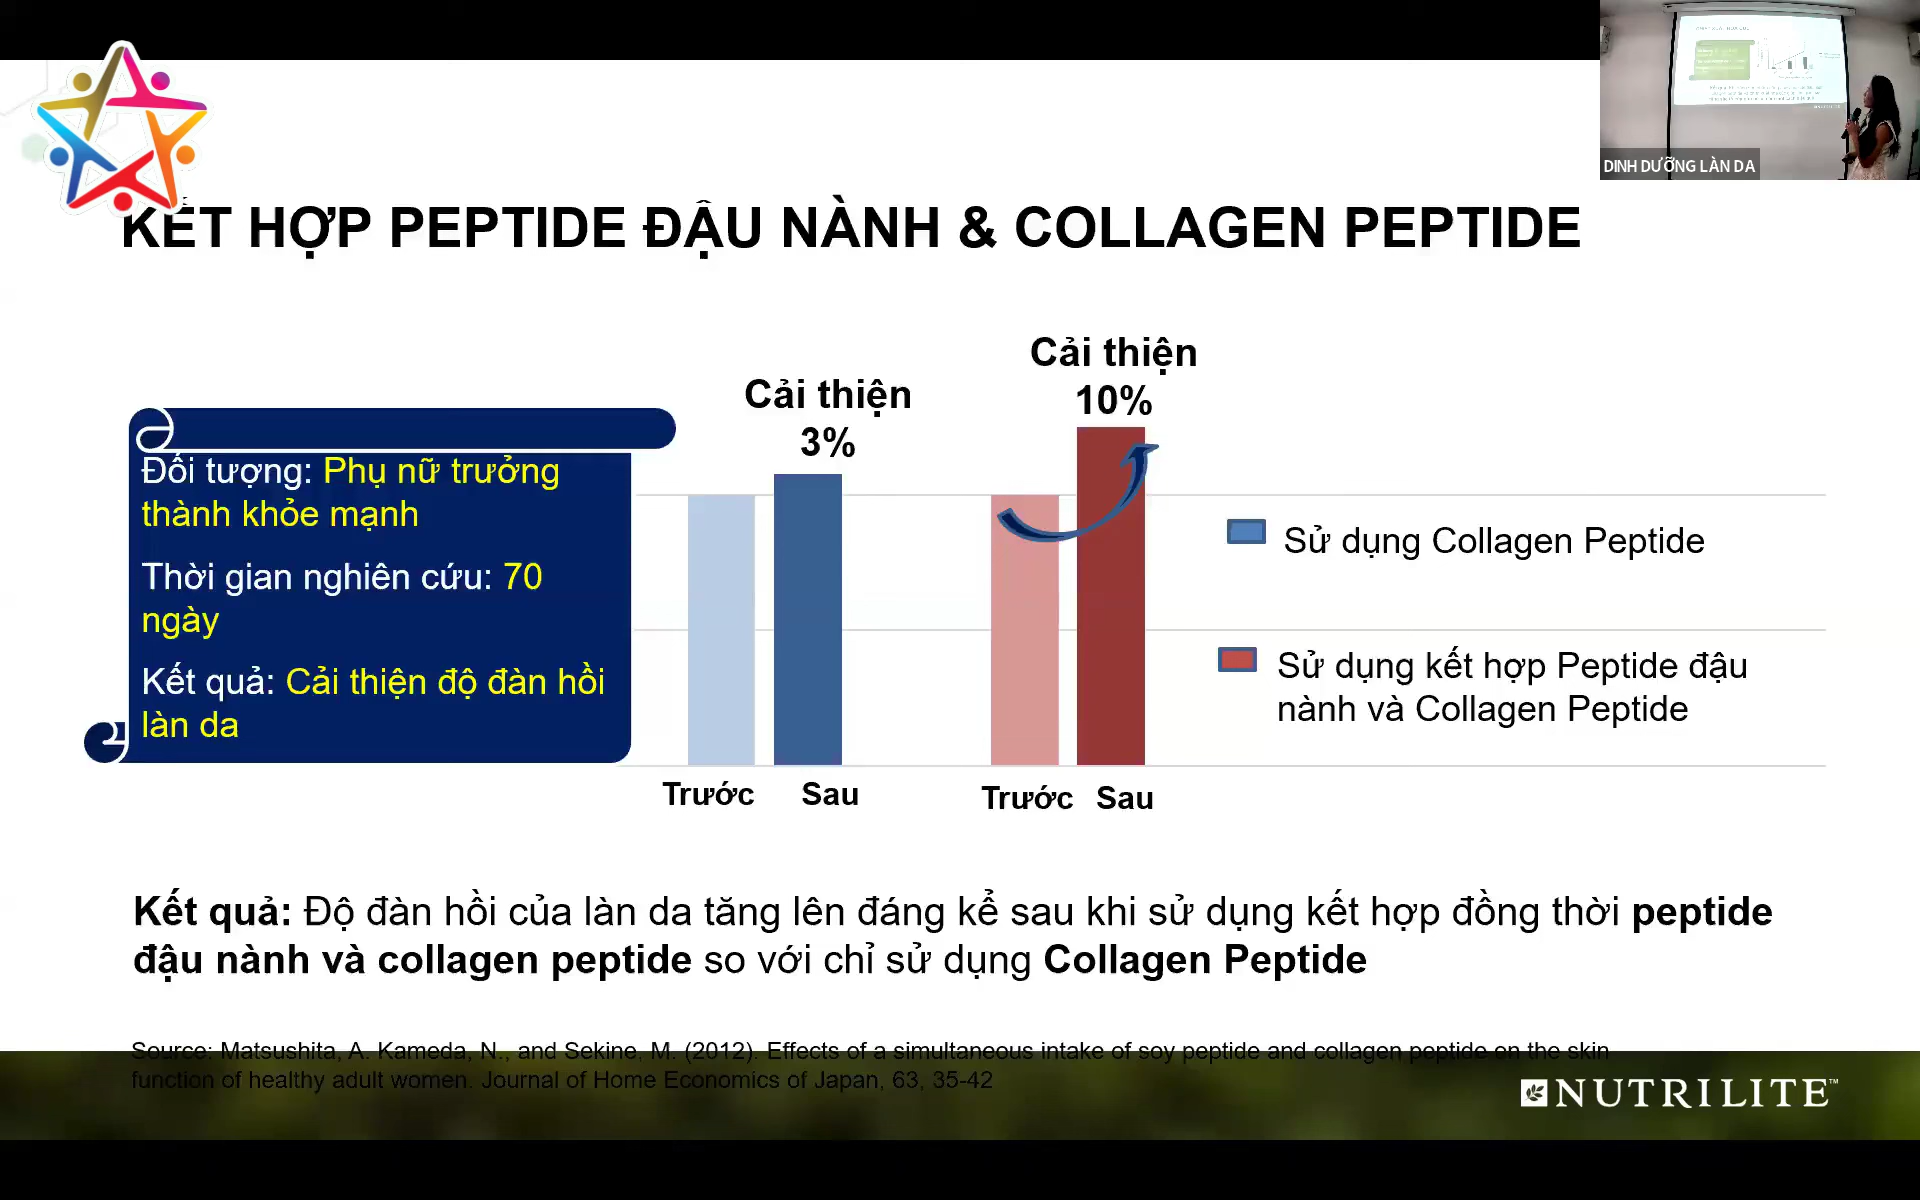 DINH DƯỠNG LÀN DA
KẾT HỢP PEPTIDE ĐẬU NÀNH & COLLAGEN PEPTIDE
Cải thiện
3%
Cải thiện
10%
Đối tượng: Phụ nữ trưởng
thành khỏe mạnh
Thời gian nghiên cứu: 70
ngày
Kết quả: Cải thiện độ đàn hồi
làn da
Sử dụng Collagen Peptide
Sử dụng kết hợp Peptide đậu
nành và Collagen Peptide
Trước Sau
Trước Sau
Kết quả: Độ đàn hồi của làn da tăng lên đáng kể sau khi sử dụng kết hợp đồng thời peptide
đậu nành và collagen peptide so với chỉ sử dụng Collagen Peptide
Source: Matsushita, A. Kameda, N., and Sekine, M. (2012). Effects of a simultaneous intake of soy peptide and collagen peptide on the skin
function of healthy adult women. Journal of Home Economics of Japan, 63, 35-42
NUTRILITE™